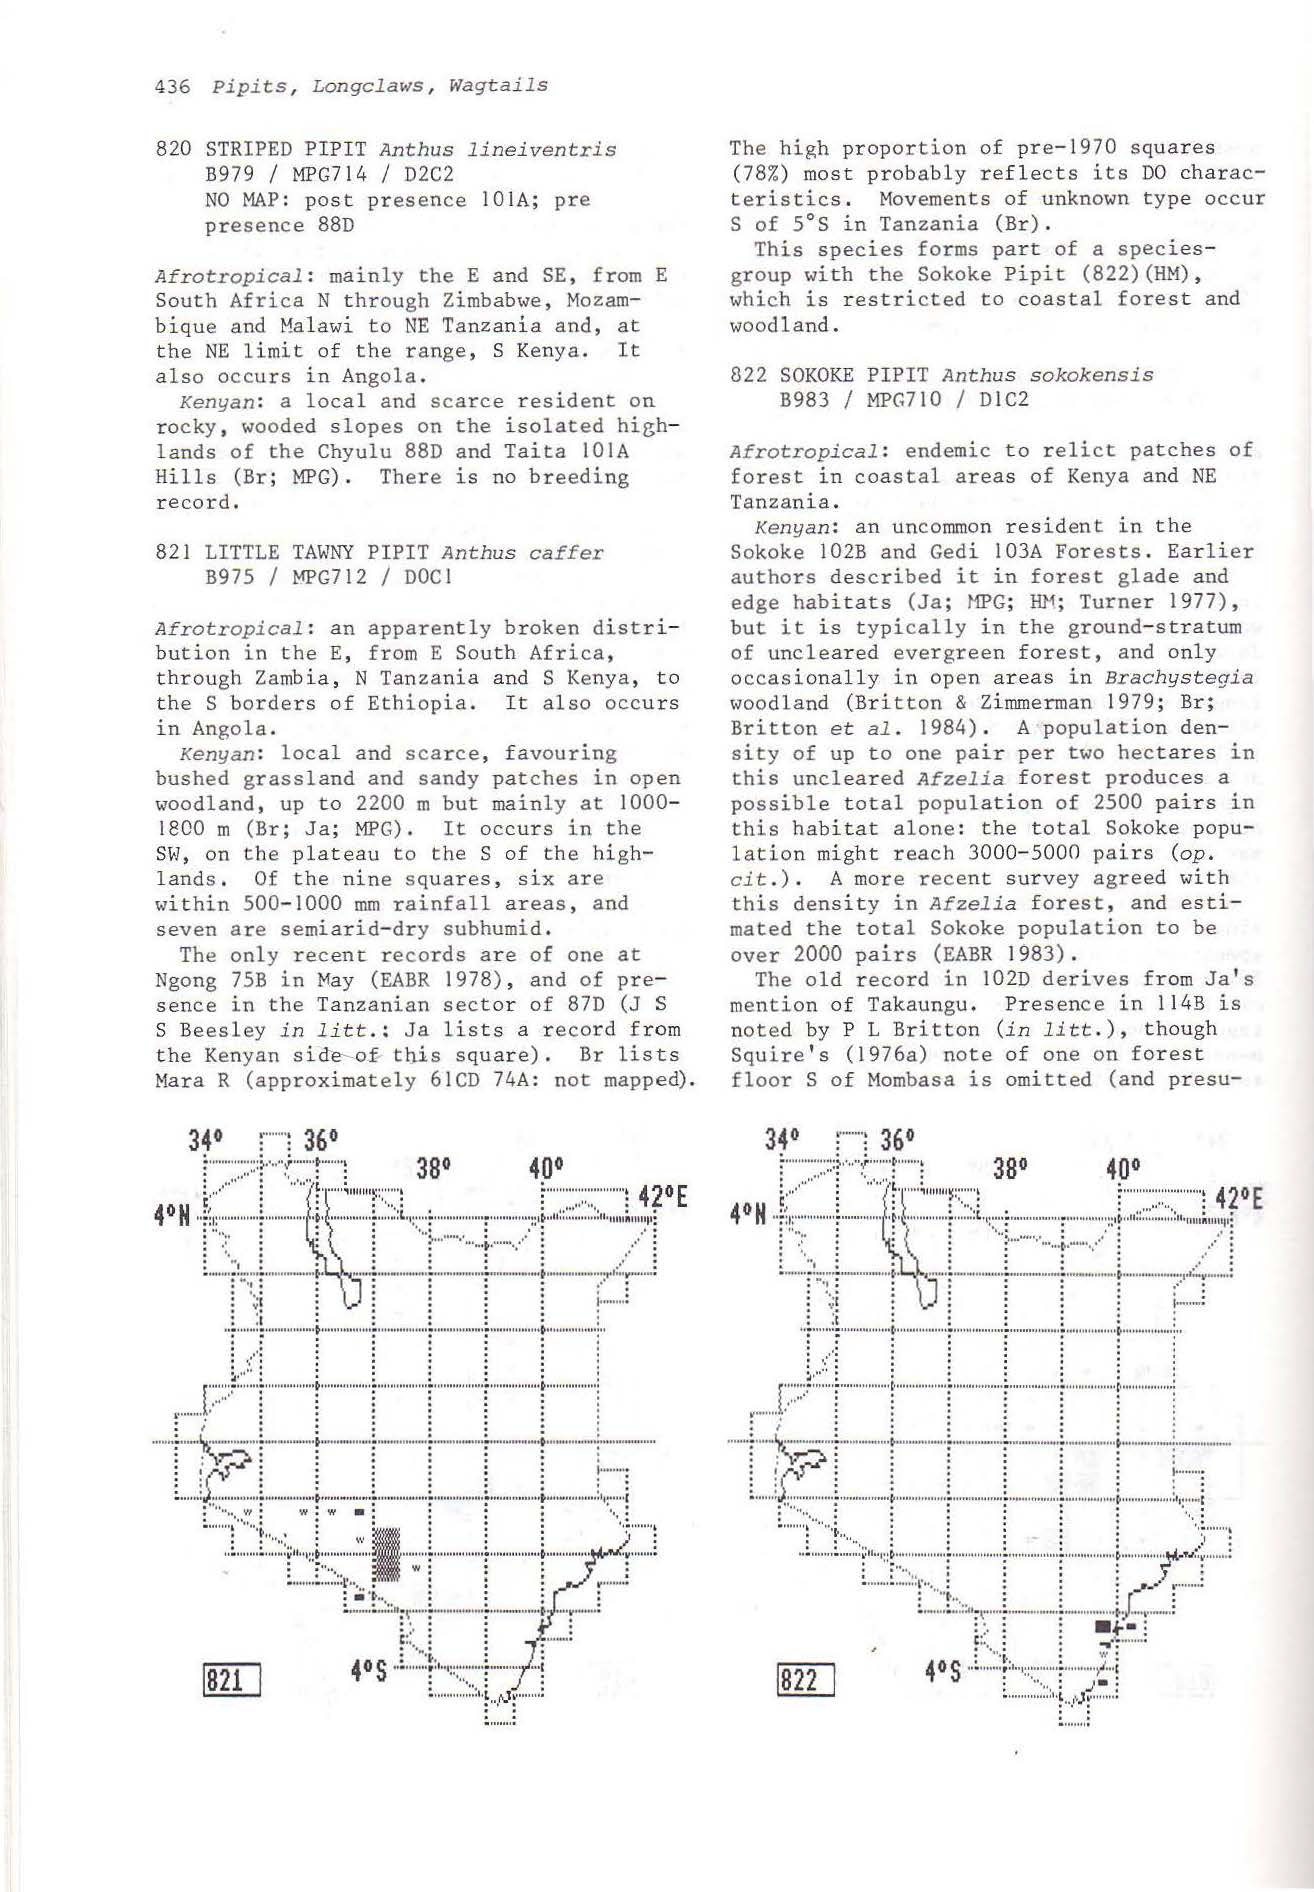 436 Pipits, Longclaws, Wagtails
820 STRIPED PIPIT Anthus lineiventris
B979 / MPG714 / D2C2
NO MAP: post presence 101A; pre
presence 88D
Afrotropical: mainly the E and SE, from E
South Africa N through Zimbabwe, Mozam-
bique and Malawi to NE Tanzania and, at
the NE limit of the range, S Kenya. It
also occurs in Angola.
Kenyan: a local and scarce resident on
rocky, wooded slopes on the isolated high-
lands of the Chyulu 88D and Taita 101A
Hills (Br; MPG). There is no breeding
record.
821 LITTLE TAWNY PIPIT Anthus caffer
B975 / MPG712 / D0C1
Afrotropical: an apparently broken distri-
bution in the E, from E South Africa,
through Zambia, N Tanzania and S Kenya, to
the S borders of Ethiopia. It also occurs
in Angola.
Kenyan: local and scarce, favouring
bushed grassland and sandy patches in open
woodland, up to 2200 m but mainly at 1000-
1800 m (Br; Ja; MPG). It occurs in the
SW, on the plateau to the S of the high-
lands. Of the nine squares, six are
within 500-1000 mm rainfall areas, and
seven are semiarid-dry subhumid.
The only recent records are of one at
Ngong 75B in May (EABR 1978), and of pre-
sence in the Tanzanian sector of 87D (J S
S Beesley in litt.; Ja lists a record from
the Kenyan side of this square). Br lists
Mara R (approximately 61CD 74A: not mapped).
The high proportion of pre-1970 squares
(78%) most probably reflects its D0 charac-
teristics. Movements of unknown type occur
S of 5°S in Tanzania (Br).
This species forms part of a species-
group with the Sokoke Pipit (822)(HM),
which is restricted to coastal forest and
woodland.
822 SOKOKE PIPIT Anthus sokokensis
B983 / MPG710 / D1C2
Afrotropical: endemic to relict patches of
forest in coastal areas of Kenya and NE
Tanzania.
Kenyan: an uncommon resident in the
Sokoke 102B and Gedi 103A Forests. Earlier
authors described it in forest glade and
edge habitats (Ja; MPG; HM; Turner 1977),
but it is typically in the ground-stratum
of uncleared evergreen forest, and only
occasionally in open areas in Brachystegia
woodland (Britton & Zimmerman 1979; Br;
Britton et al. 1984). A population den-
sity of up to one pair per two hectares in
this uncleared Afzelia forest produces a
possible total population of 2500 pairs in
this habitat alone: the total Sokoke popu-
lation might reach 3000-5000 pairs (op.
cit.). A more recent survey agreed with
this density in Afzelia forest, and esti-
mated the total Sokoke population to be
over 2000 pairs (EABR 1983).
The old record in 102D derives from Ja's
mention of Takaungu. Presence in 114B is
noted by P L Britton (in litt.), though
Squire's (1976a) note of one on forest
floor S of Mombasa is omitted (and presu-
34° 36°
38° 40°
42°E
4°N
4°S
821
34° 36°
38° 40°
42°E
4°N
4°S
822